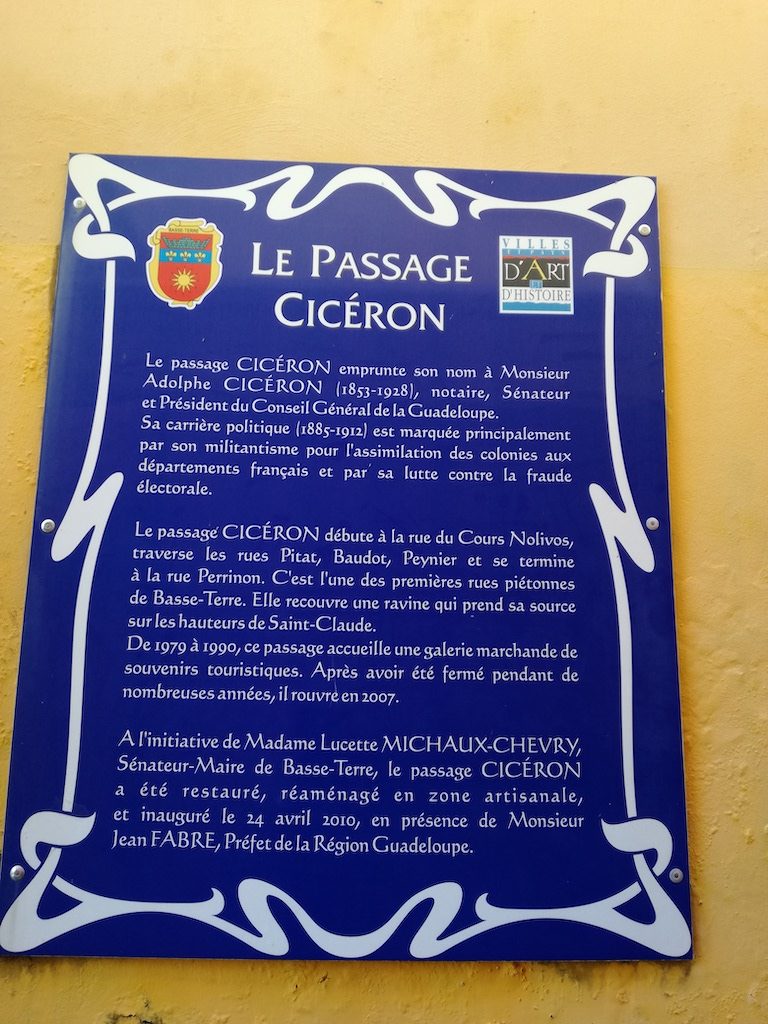 BASSE-TERRE
VILLES
ET PAYS
D'ART
ET
D'HISTOIRE
LE PASSAGE
CICÉRON
Le passage CICÉRON emprunte son nom à Monsieur
Adolphe CICÉRON (1853-1928), notaire, Sénateur
et Président du Conseil Général de la Guadeloupe.
Sa carrière politique (1885-1912) est marquée principalement
par son militantisme pour l'assimilation des colonies aux
départements français et par sa lutte contre la fraude
électorale.
Le passage CICÉRON débute à la rue du Cours Nolivos,
traverse les rues Pitat, Baudot, Peynier et se termine
à la rue Perrinon. C'est l'une des premières rues piétonnes
de Basse-Terre. Elle recouvre une ravine qui prend sa source
sur les hauteurs de Saint-Claude.
De 1979 à 1990, ce passage accueille une galerie marchande de
souvenirs touristiques. Après avoir été fermé pendant de
nombreuses années, il rouvre en 2007.
A l'initiative de Madame Lucette MICHAUX-CHEVRY,
Sénateur-Maire de Basse-Terre, le passage CICÉRON
a été restauré, réaménagé en zone artisanale,
et inauguré le 24 avril 2010, en présence de Monsieur
Jean FABRE, Préfet de la Région Guadeloupe.